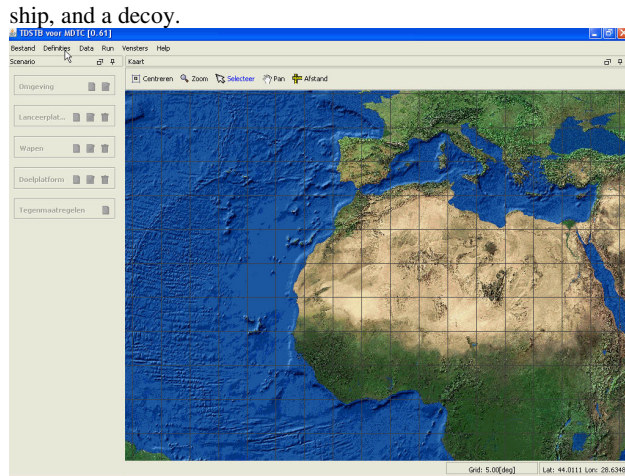 ship, and a decoy.
TDSTB voor MDTC [0.61]
Bestand Definities Data Run Vensters Help
Scenario
Kaart
Centreren Zoom Selecteer Pan Afstand
Omgeving
Lanceerplat...
Wapen
Doelplatform
Tegenmaatregelen
Grid: 5.00[deg] Lat: 44.0111 Lon: 28.6348